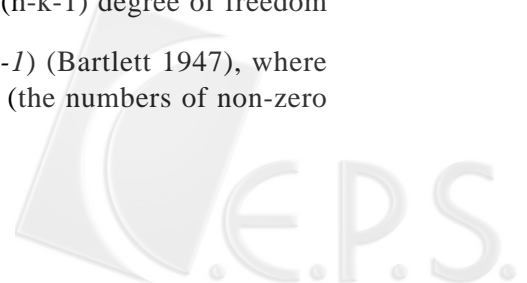 (n-k-1) degree of freedom
-1) (Bartlett 1947), where
(the numbers of non-zero
C.E.P.S.